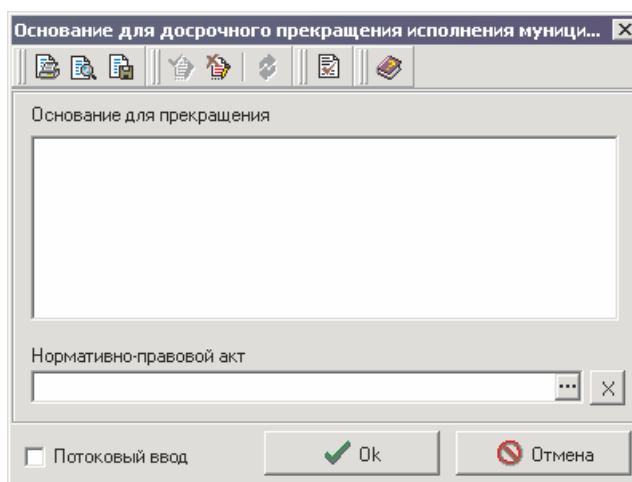 Основание для досрочного прекращения исполнения муници...
Основание для прекращения
Нормативно-правовой акт
... X
Потоковый ввод Ok Отмена